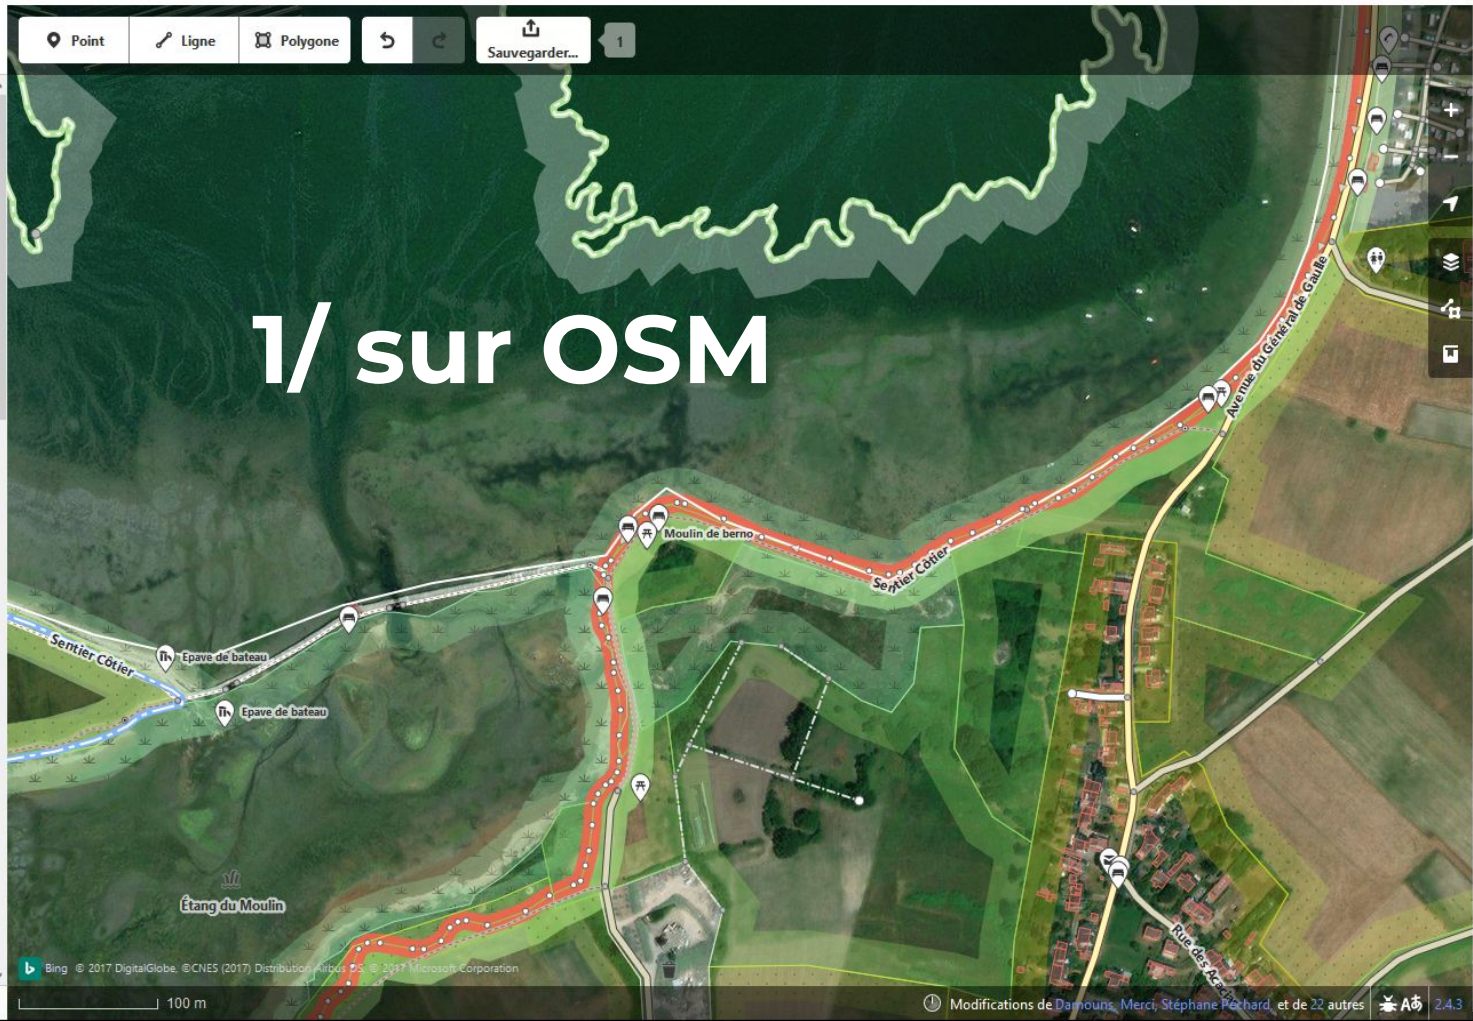 Point
Ligne
Polygone
Sauvegarder...
1
1/ sur OSM
Avenue du Général de Gaulle
Moulin de berno
Sentier Côtier
Sentier Côtier
Epave de bateau
Epave de bateau
Étang du Moulin
Rue des Acaci
Bing © 2017 DigitalGlobe, ©CNES (2017) Distribution Airbus DS, © 2017 Microsoft Corporation
100 m
Modifications de Damouns, Merci, Stéphane Péchard, et de 22 autres
2.4.3